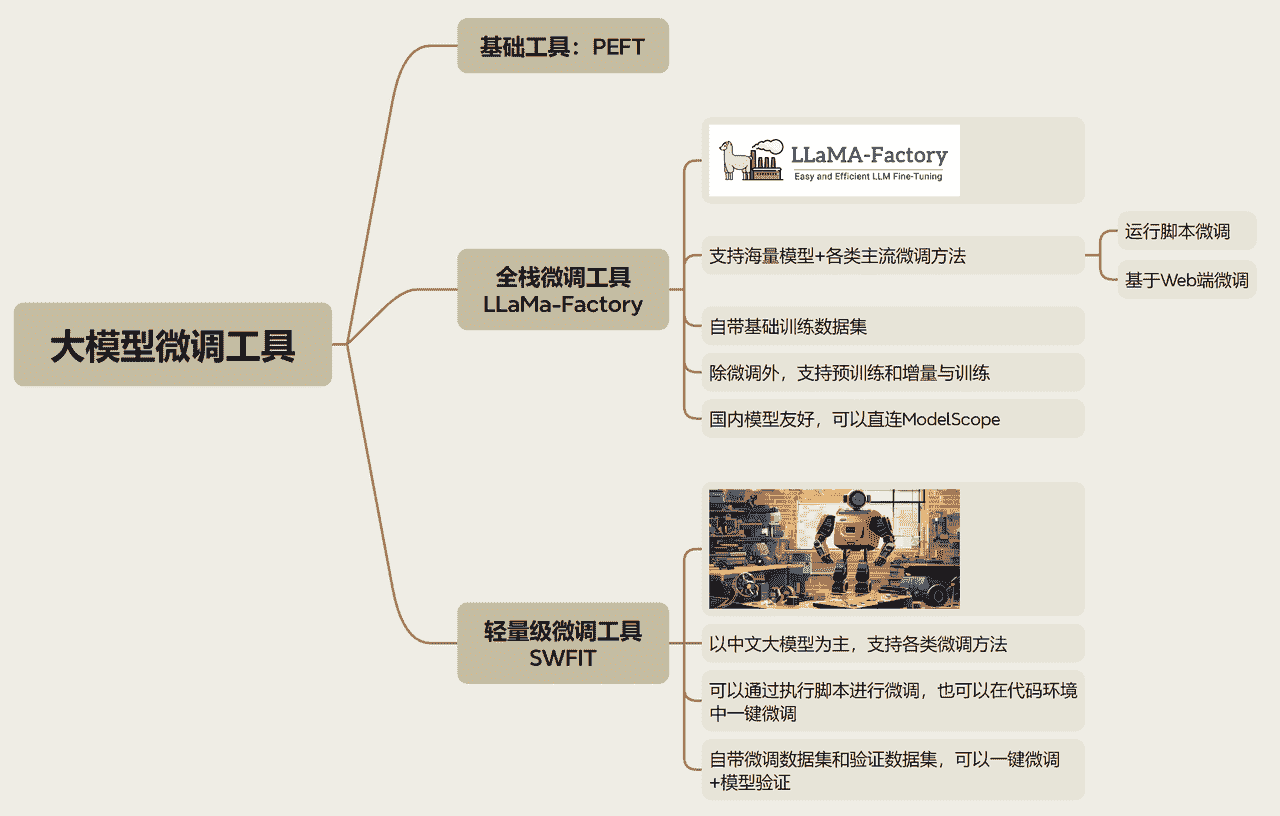 基础工具：PEFT
LLaMA-Factory
Easy and Efficient LLM Fine-Tuning
运行脚本微调
支持海量模型+各类主流微调方法
基于Web端微调
全栈微调工具
LLaMa-Factory
自带基础训练数据集
大模型微调工具
除微调外，支持预训练和增量与训练
国内模型友好，可以直连ModelScope
轻量级微调工具
SWFIT
以中文大模型为主，支持各类微调方法
可以通过执行脚本进行微调，也可以在代码环境
中一键微调
自带微调数据集和验证数据集，可以一键微调
+模型验证